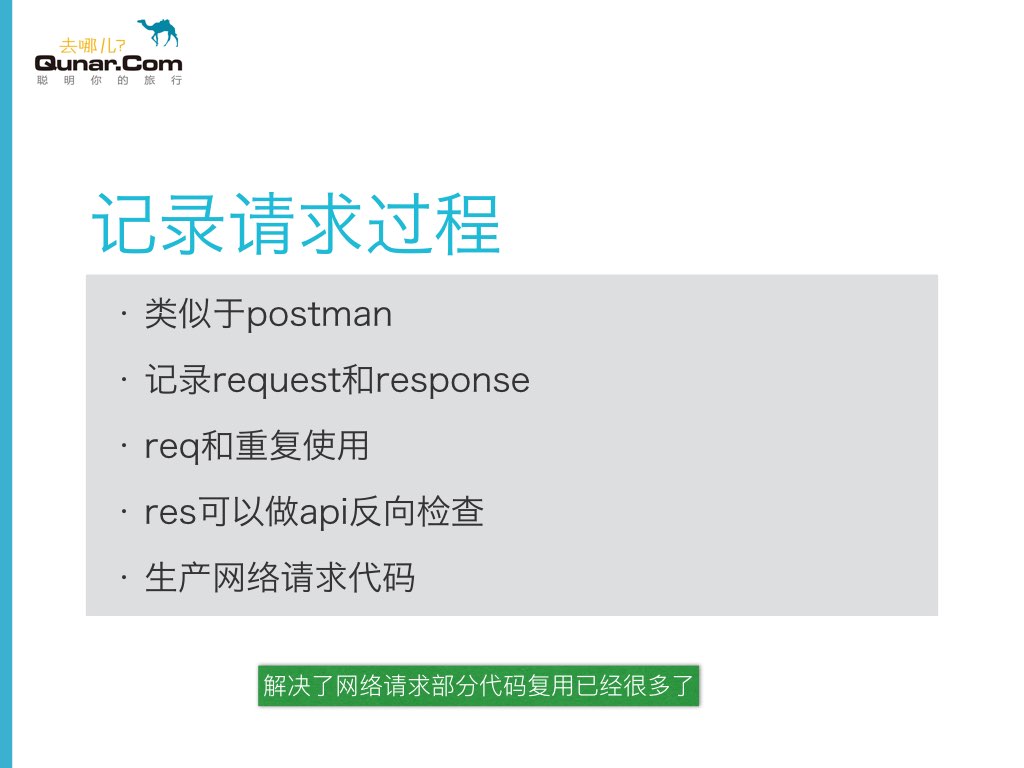 去哪儿?
Qunar.Com
聪明你的旅行
记录请求过程
· 类似于postman
· 记录request和response
· req和重复使用
· res可以做api反向检查
· 生产网络请求代码
解决了网络请求部分代码复用已经很多了